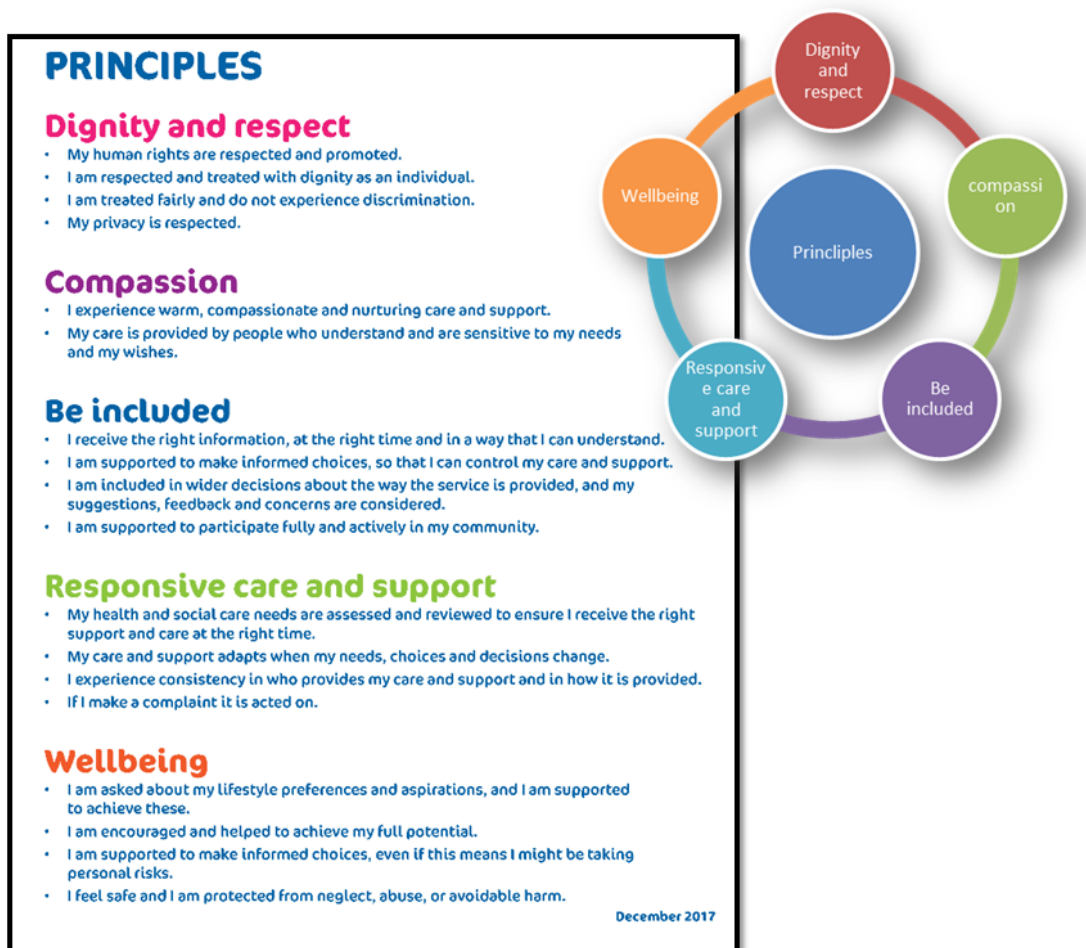 PRINCIPLES
Dignity and respect
• My human rights are respected and promoted.
• I am respected and treated with dignity as an individual.
• I am treated fairly and do not experience discrimination.
• My privacy is respected.
Compassion
• I experience warm, compassionate and nurturing care and support.
• My care is provided by people who understand and are sensitive to my needs
and my wishes.
Be included
• I receive the right information, at the right time and in a way that I can understand.
• I am supported to make informed choices, so that I can control my care and support.
• I am included in wider decisions about the way the service is provided, and my
suggestions, feedback and concerns are considered.
• I am supported to participate fully and actively in my community.
Responsive care and support
• My health and social care needs are assessed and reviewed to ensure I receive the right
support and care at the right time.
• My care and support adapts when my needs, choices and decisions change.
• I experience consistency in who provides my care and support and in how it is provided.
• If I make a complaint it is acted on.
Wellbeing
• I am asked about my lifestyle preferences and aspirations, and I am supported
to achieve these.
• I am encouraged and helped to achieve my full potential.
• I am supported to make informed choices, even if this means I might be taking
personal risks.
• I feel safe and I am protected from neglect, abuse, or avoidable harm.
December 2017
Dignity
and
respect
compassi
on
Be
included
Responsiv
e care
and
support
Wellbeing
Princliples